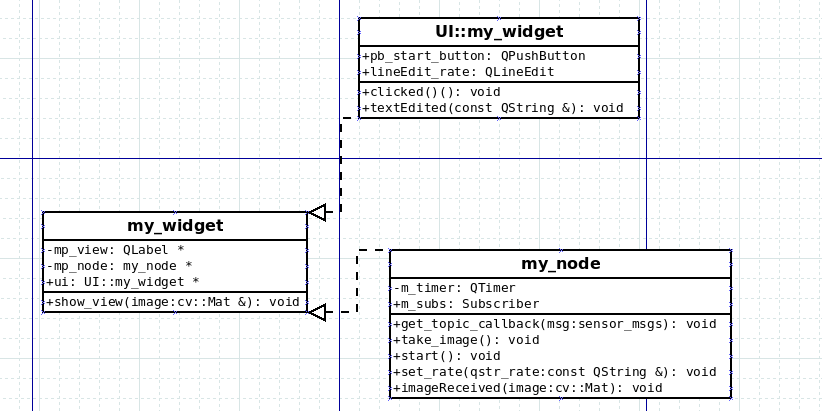 UI::my_widget
+pb_start_button: QPushButton
+lineEdit_rate: QLineEdit
+clicked()(): void
+textEdited(const QString &): void
my_widget
-mp_view: QLabel *
-mp_node: my_node *
+ui: UI::my_widget *
+show_view(image:cv::Mat &): void
my_node
-m_timer: QTimer
+m_subs: Subscriber
+get_topic_callback(msg:sensor_msgs): void
+take_image(): void
+start(): void
+set_rate(qstr_rate:const QString &): void
+imageReceived(image:cv::Mat): void